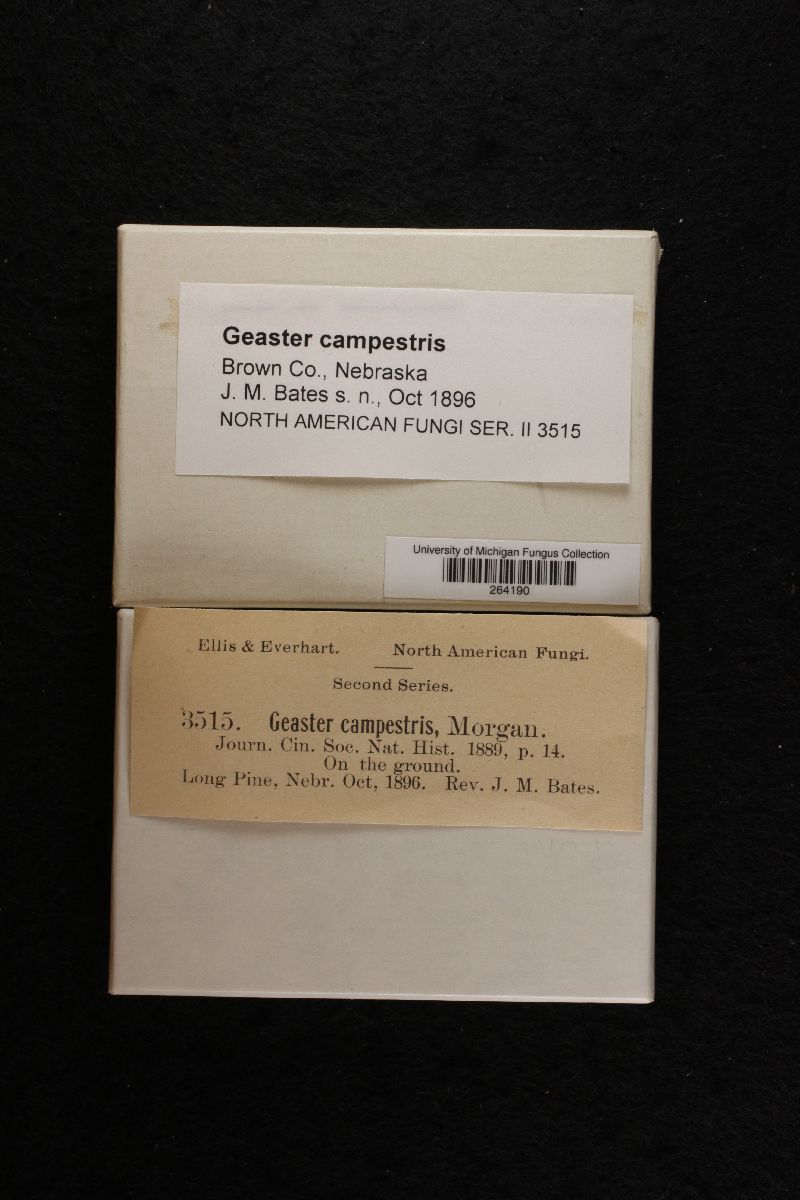 Geaster campestris
Brown Co., Nebraska
J. M. Bates s. n., Oct 1896
NORTH AMERICAN FUNGI SER. II 3515
University of Michigan Fungus Collection
264190
Ellis & Everhart. North American Fungi.
Second Series.
3515. Geaster campestris, Morgan.
Journ. Cin. Soc. Nat. Hist. 1889, p. 14.
On the ground.
Long Pine, Nebr. Oct, 1896. Rev. J. M. Bates.